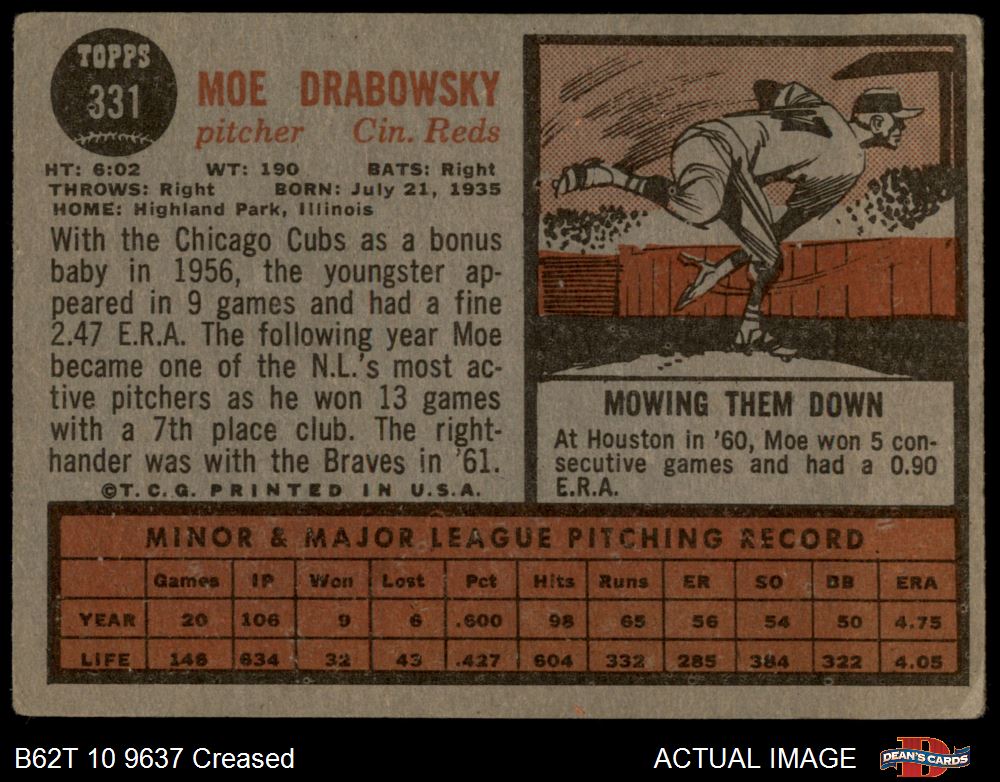 TOPPS
331
MOE DRABOWSKY
pitcher Cin. Reds
HT: 6:02 WT: 190 BATS: Right
THROWS: Right BORN: July 21, 1935
HOME: Highland Park, Illinois
With the Chicago Cubs as a bonus
baby in 1956, the youngster ap-
peared in 9 games and had a fine
2.47 E.R.A. The following year Moe
became one of the N.L.'s most ac-
tive pitchers as he won 13 games
with a 7th place club. The right-
hander was with the Braves in '61.
©T.C.G. PRINTED IN U.S.A.
MOWING THEM DOWN
At Houston in '60, Moe won 5 con-
secutive games and had a 0.90
E.R.A.
MINOR & MAJOR LEAGUE PITCHING RECORD
Games IP Won Lost Pct Hits Runs ER SO BB ERA
YEAR 20 106 9 6 .600 98 65 56 54 50 4.75
LIFE 146 634 32 43 .427 604 332 285 384 322 4.05
B62T 10 9637 Creased
ACTUAL IMAGE
DEAN'S CARDS